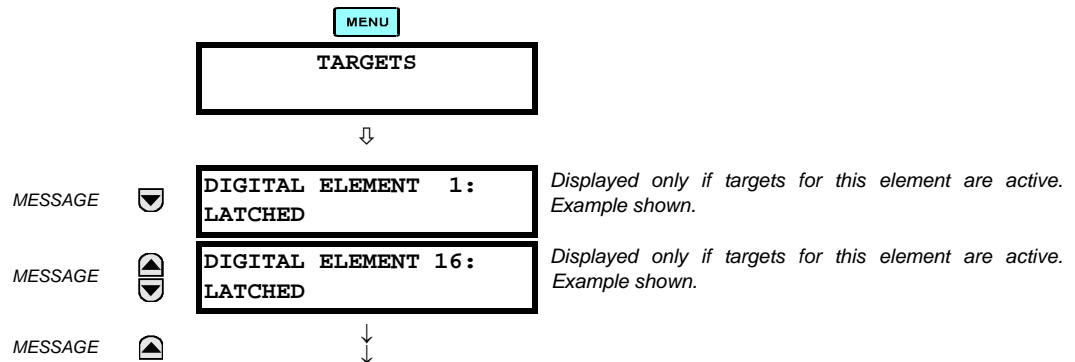 MENU
TARGETS
MESSAGE
DIGITAL ELEMENT 1:
LATCHED
Displayed only if targets for this element are active.
Example shown.
MESSAGE
DIGITAL ELEMENT 16:
LATCHED
Displayed only if targets for this element are active.
Example shown.
MESSAGE